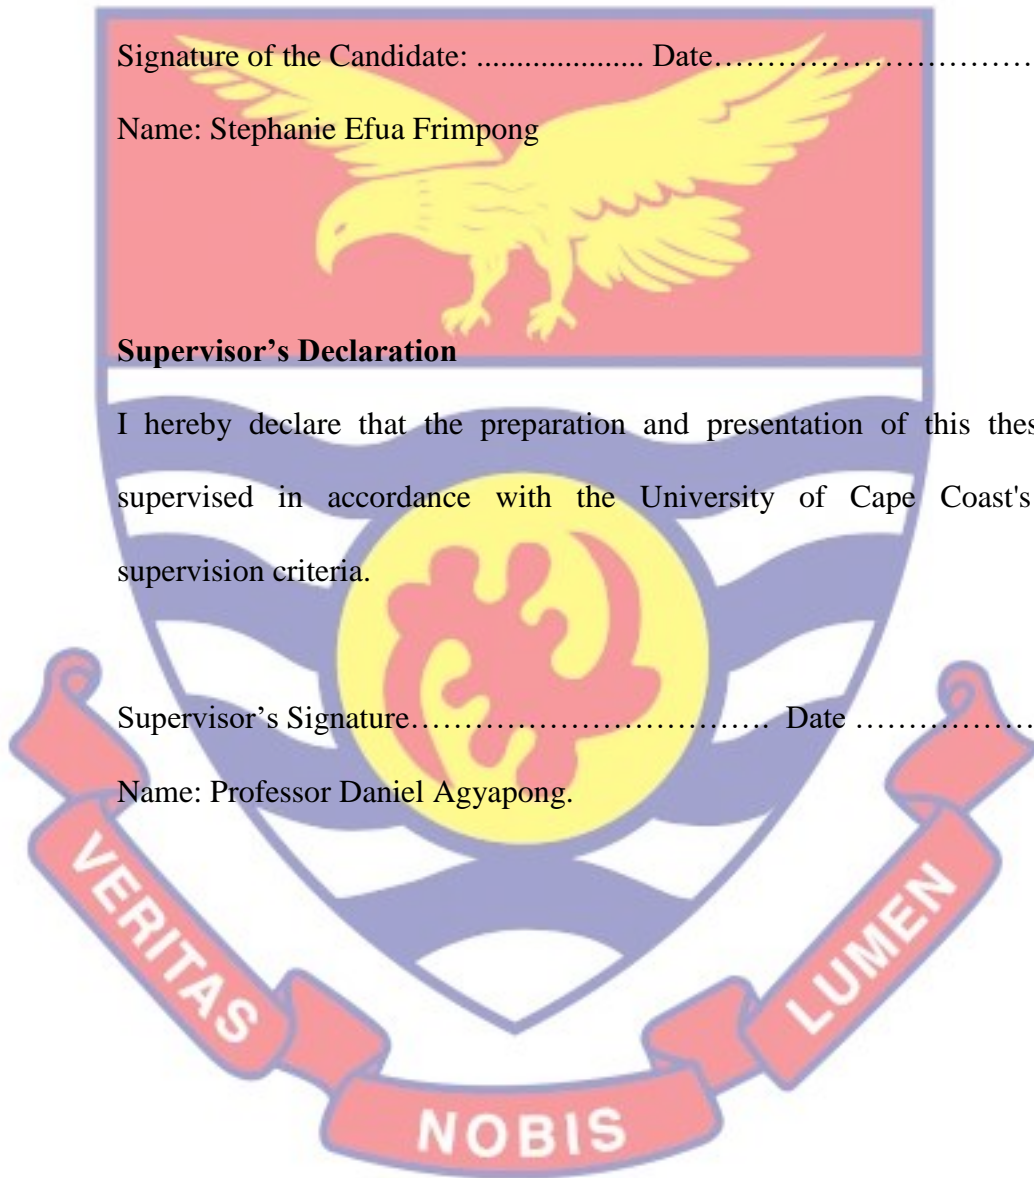 Signature of the Candidate: ..................... Date……………………………
Name: Stephanie Efua Frimpong
Supervisor’s Declaration
I hereby declare that the preparation and presentation of this thes
supervised in accordance with the University of Cape Coast's
supervision criteria.
Supervisor’s Signature……………………………. Date ………………
Name: Professor Daniel Agyapong.
VERITAS
NOBIS
LUMEN